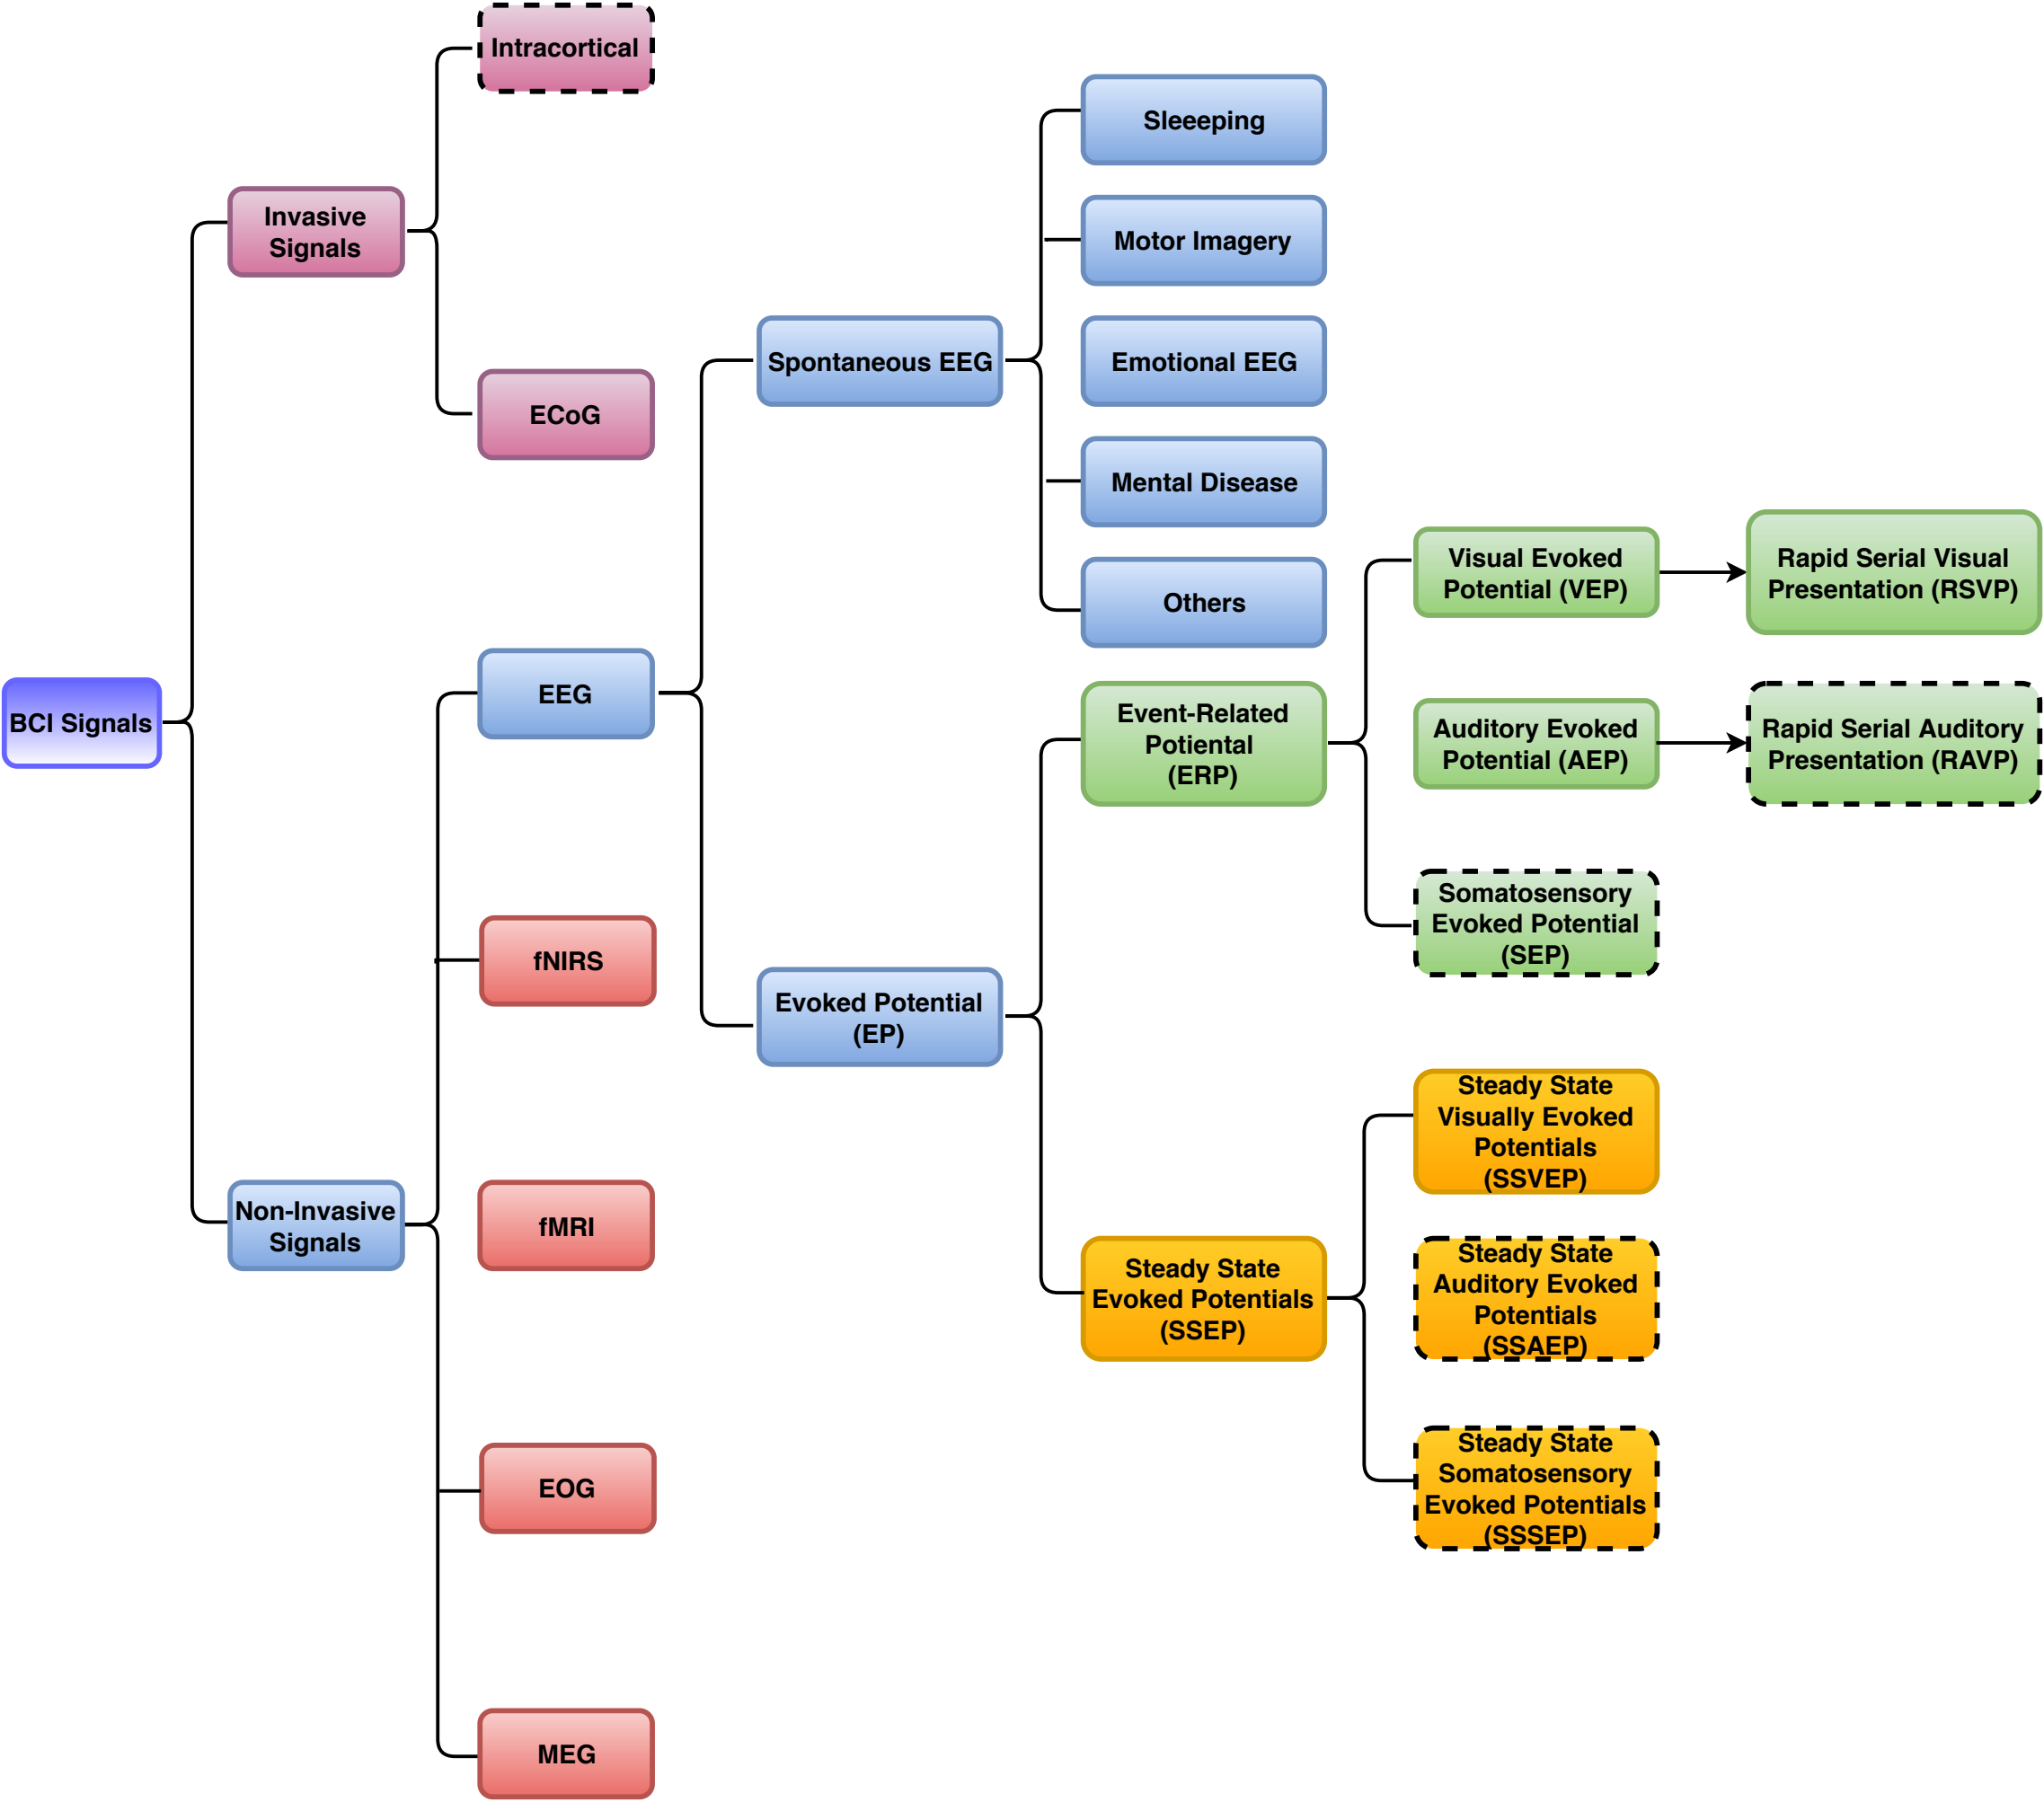 BCI Signals
Invasive
Signals
Non-Invasive
Signals
Intracortical
ECoG
EEG
fNIRS
fMRI
EOG
MEG
Spontaneous EEG
Evoked Potential
(EP)
Sleeeping
Motor Imagery
Emotional EEG
Mental Disease
Others
Event-Related
Potiental
(ERP)
Steady State
Evoked Potentials
(SSEP)
Visual Evoked
Potential (VEP)
Auditory Evoked
Potential (AEP)
Somatosensory
Evoked Potential
(SEP)
Steady State
Visually Evoked
Potentials
(SSVEP)
Steady State
Auditory Evoked
Potentials
(SSAEP)
Steady State
Somatosensory
Evoked Potentials
(SSSEP)
Rapid Serial Visual
Presentation (RSVP)
Rapid Serial Auditory
Presentation (RAVP)